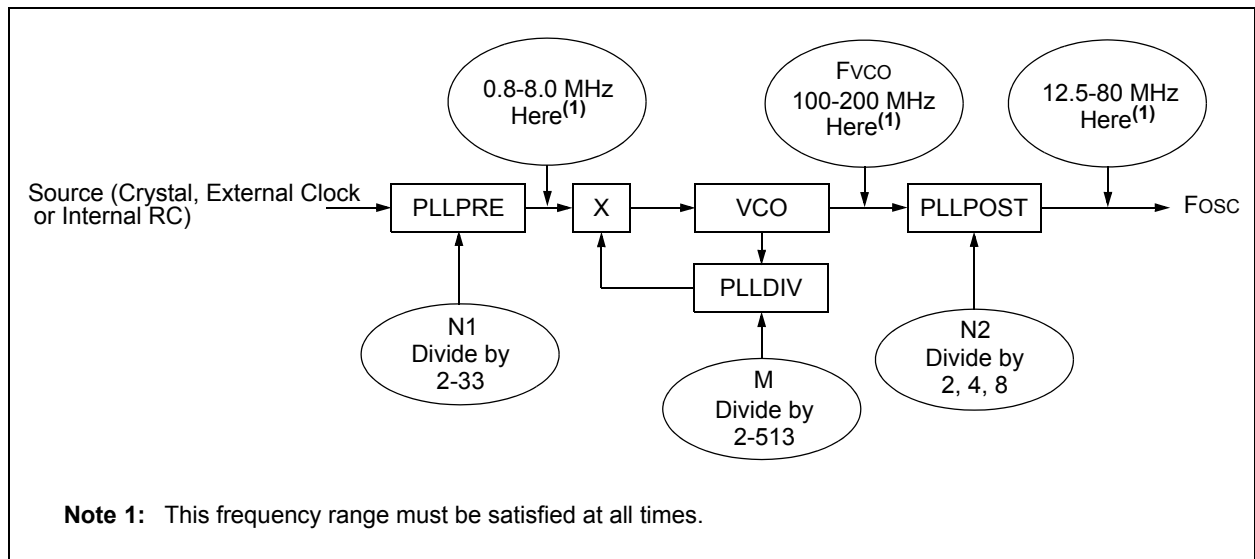 0.8-8.0 MHz
Here(1)
FVCO
100-200 MHz
Here(1)
12.5-80 MHz
Here(1)
Source (Crystal, External Clock
or Internal RC)
PLLPRE
X
VCO
PLLPOST
FOSC
PLLDIV
N1
Divide by
2-33
M
Divide by
2-513
N2
Divide by
2, 4, 8
Note 1: This frequency range must be satisfied at all times.